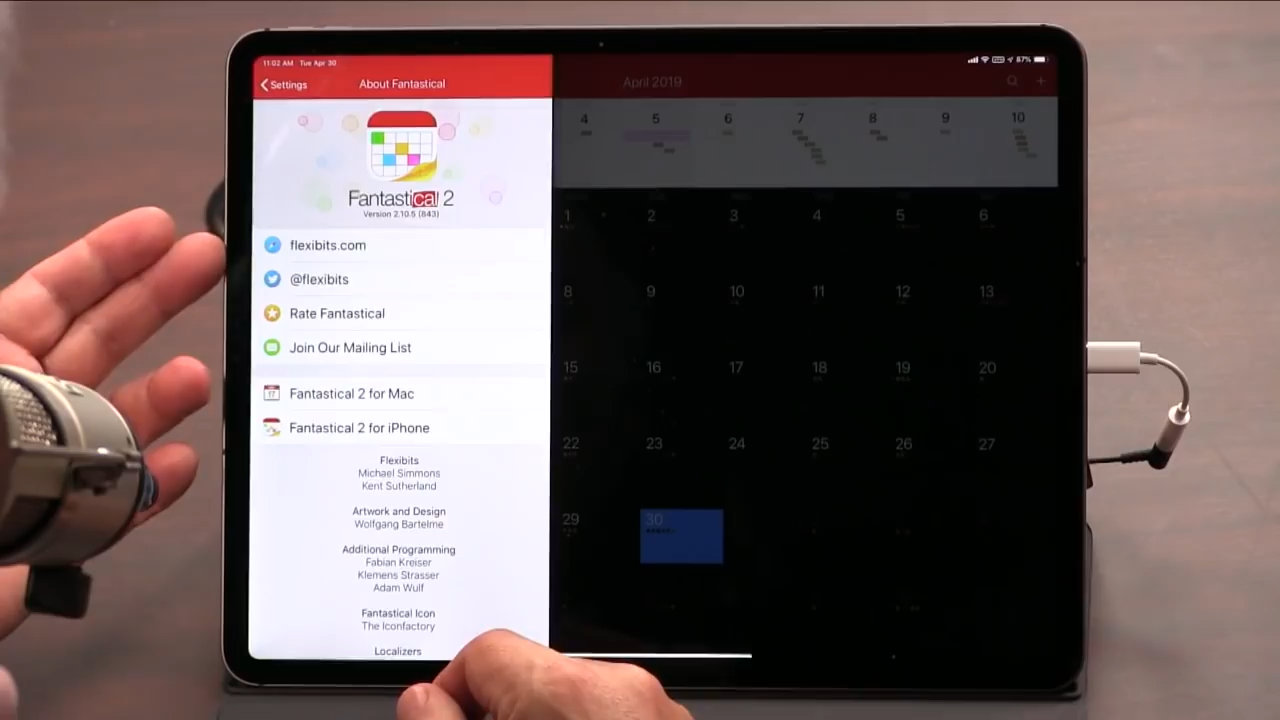 11:02 AM Tue Apr 30
87%
Settings
About Fantastical
April 2019
Fantastical 2
Version 2.10.5 (843)
flexibits.com
@flexibits
Rate Fantastical
Join Our Mailing List
Fantastical 2 for Mac
Fantastical 2 for iPhone
Flexibits
Michael Simmons
Kent Sutherland
Artwork and Design
Wolfgang Bartelme
Additional Programming
Fabian Kreiser
Klemens Strasser
Adam Wulf
Fantastical Icon
The Iconfactory
Localizers
4 5 6 7 8 9 10
1 2 3 4 5 6
8 9 10 11 12 13
15 16 17 18 19 20
22 23 24 25 26 27
29 30